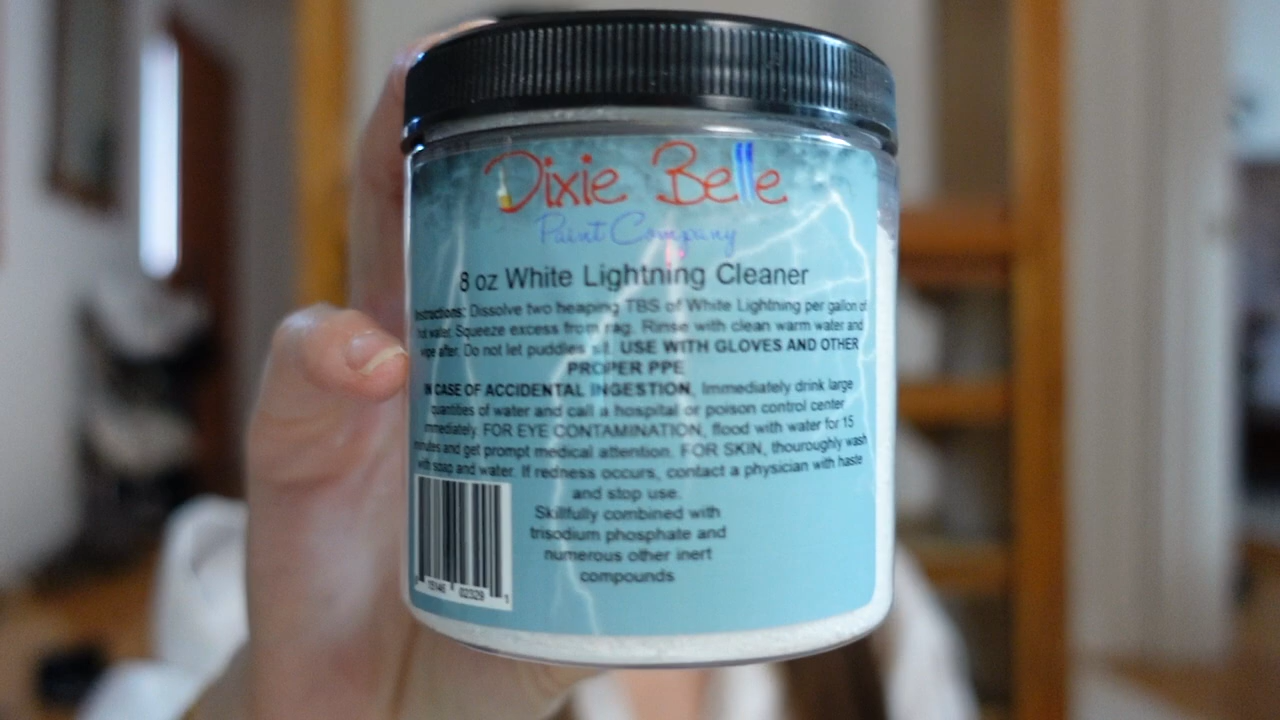 Dixie Belle
Paint Company
8 oz White Lightning Cleaner
Instructions: Dissolve two heaping TBS of White Lightning per gallon of
hot water. Squeeze excess from rag. Rinse with clean warm water and
wipe after. Do not let puddles sit. USE WITH GLOVES AND OTHER
PROPER PPE
IN CASE OF ACCIDENTAL INGESTION, Immediately drink large
quantities of water and call a hospital or poison control center
immediately. FOR EYE CONTAMINATION, flood with water for 15
minutes and get prompt medical attention. FOR SKIN, thouroughly wash
with soap and water. If redness occurs, contact a physician with haste
and stop use.
Skillfully combined with
trisodium phosphate and
numerous other inert
compounds
15146 02329 1